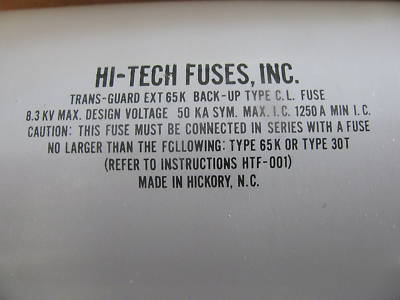 HI-TECH FUSES, INC.
TRANS-GUARD EXT 65K BACK-UP TYPE C.L. FUSE
8.3 KV MAX. DESIGN VOLTAGE 50 KA SYM. MAX. I.C. 1250 A MIN I.C.
CAUTION: THIS FUSE MUST BE CONNECTED IN SERIES WITH A FUSE
NO LARGER THAN THE FOLLOWING: TYPE 65K OR TYPE 30T
(REFER TO INSTRUCTIONS HTF-001)
MADE IN HICKORY, N.C.